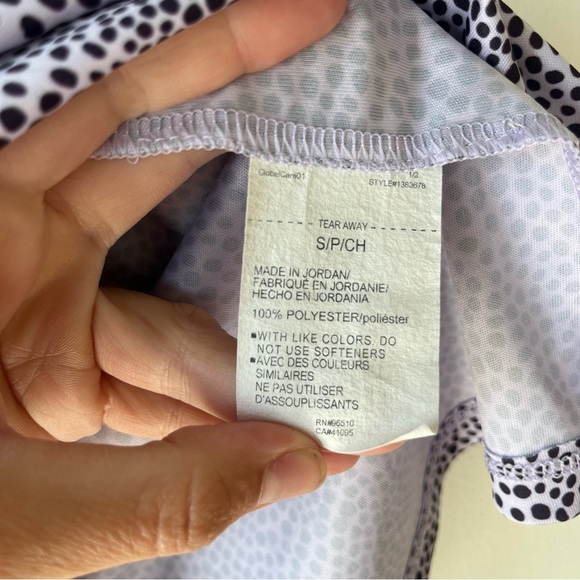 GlobalCare01 1/2
STYLE#1363678
TEAR AWAY
S/P/CH
MADE IN JORDAN/
FABRIQUÉ EN JORDANIE/
HECHO EN JORDANIA
100% POLYESTER/poliéster
▪WITH LIKE COLORS, DO
NOT USE SOFTENERS
▪AVEC DES COULEURS
SIMILAIRES
NE PAS UTILISER
D'ASSOUPLISSANTS
RN#96510
CA#41095